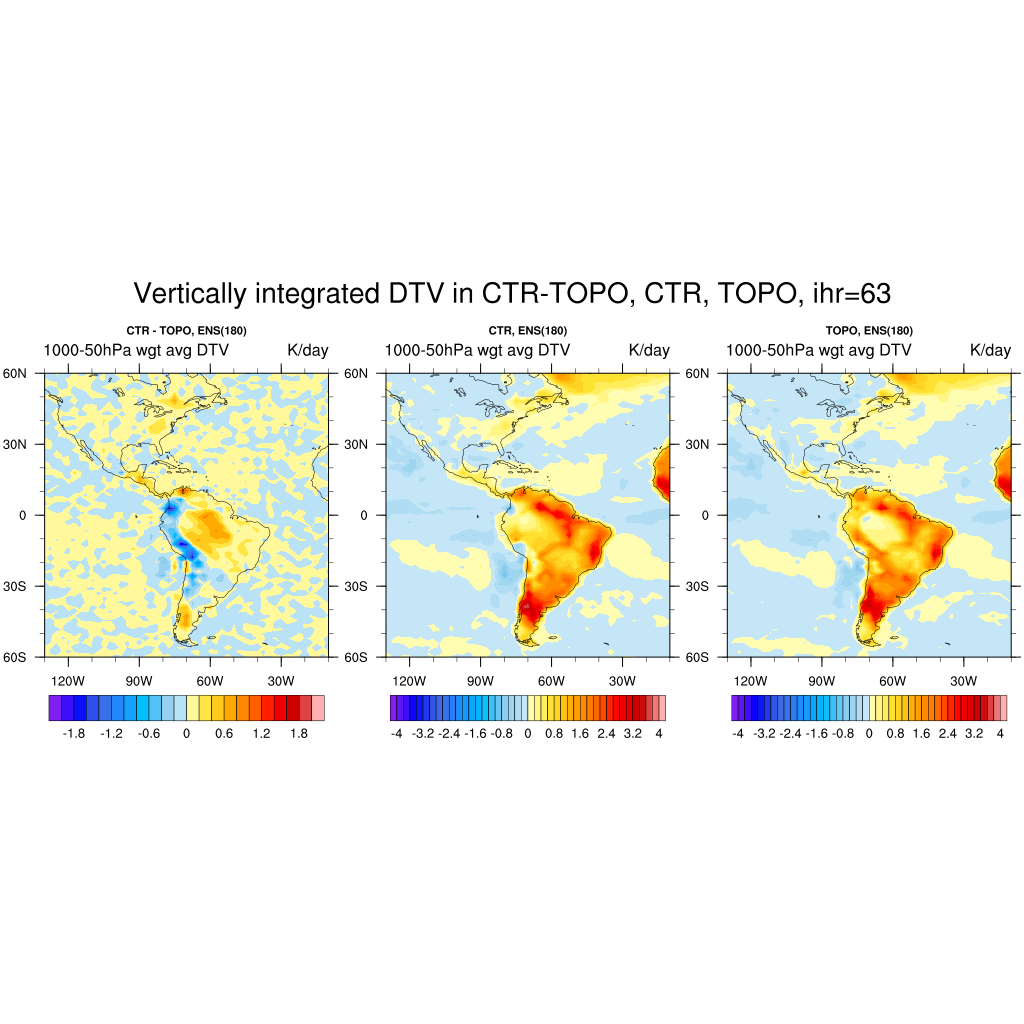 Vertically integrated DTV in CTR-TOPO, CTR, TOPO, ihr=63
CTR - TOPO, ENS(180)
1000-50hPa wgt avg DTV K/day
60N
30N
0
30S
60S
120W 90W 60W 30W
-1.8 -1.2 -0.6 0 0.6 1.2 1.8
CTR, ENS(180)
1000-50hPa wgt avg DTV K/day
60N
30N
0
30S
60S
120W 90W 60W 30W
-4 -3.2 -2.4 -1.6 -0.8 0 0.8 1.6 2.4 3.2 4
TOPO, ENS(180)
1000-50hPa wgt avg DTV K/day
60N
30N
0
30S
60S
120W 90W 60W 30W
-4 -3.2 -2.4 -1.6 -0.8 0 0.8 1.6 2.4 3.2 4